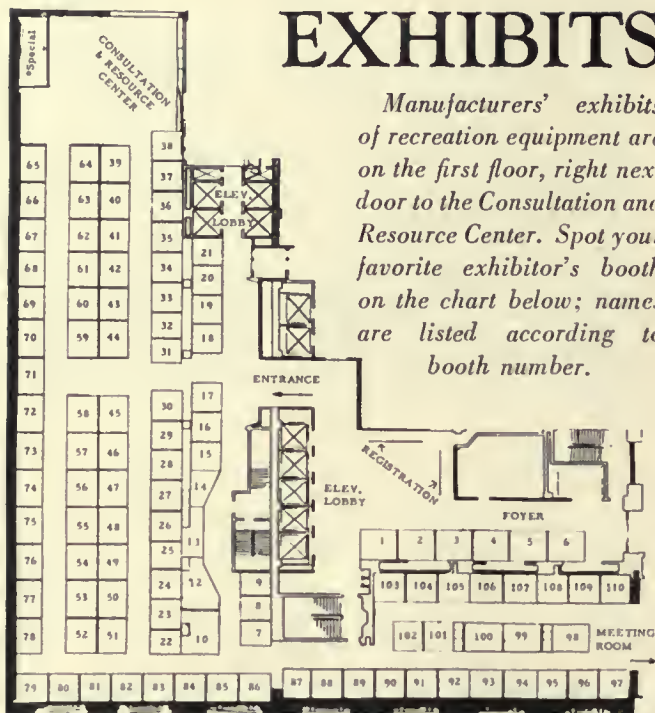 EXHIBITS
Manufacturers' exhibits
of recreation equipment are
on the first floor, right next
door to the Consultation and
Resource Center. Spot your
favorite exhibitor's booth
on the chart below; names
are listed according to
booth number.
*Special
CONSULTATION
& RESOURCE
CENTER
38
65 64 39 37
66 63 40 36
67 62 41 35
68 61 42 34
69 60 43 33
70 59 44 32
31
71
ELEV.
LOBBY
21
20
19
18
ENTRANCE
72 58 45 30 17
73 57 46 29 16
74 56 47 28 15
75 55 48 27 14
76 54 49 26 13
25
77 53 50 24 12
78 52 51 23
22 10
9
8
7
ELEV.
LOBBY
REGISTRATION
FOYER
1 2 3 4 5 6
103 104 105 106 107 108 109 110
102 101 100 99 98
MEETING
ROOM
79 80 81 82 83 84 85 86 87 88 89 90 91 92 93 94 95 96 97